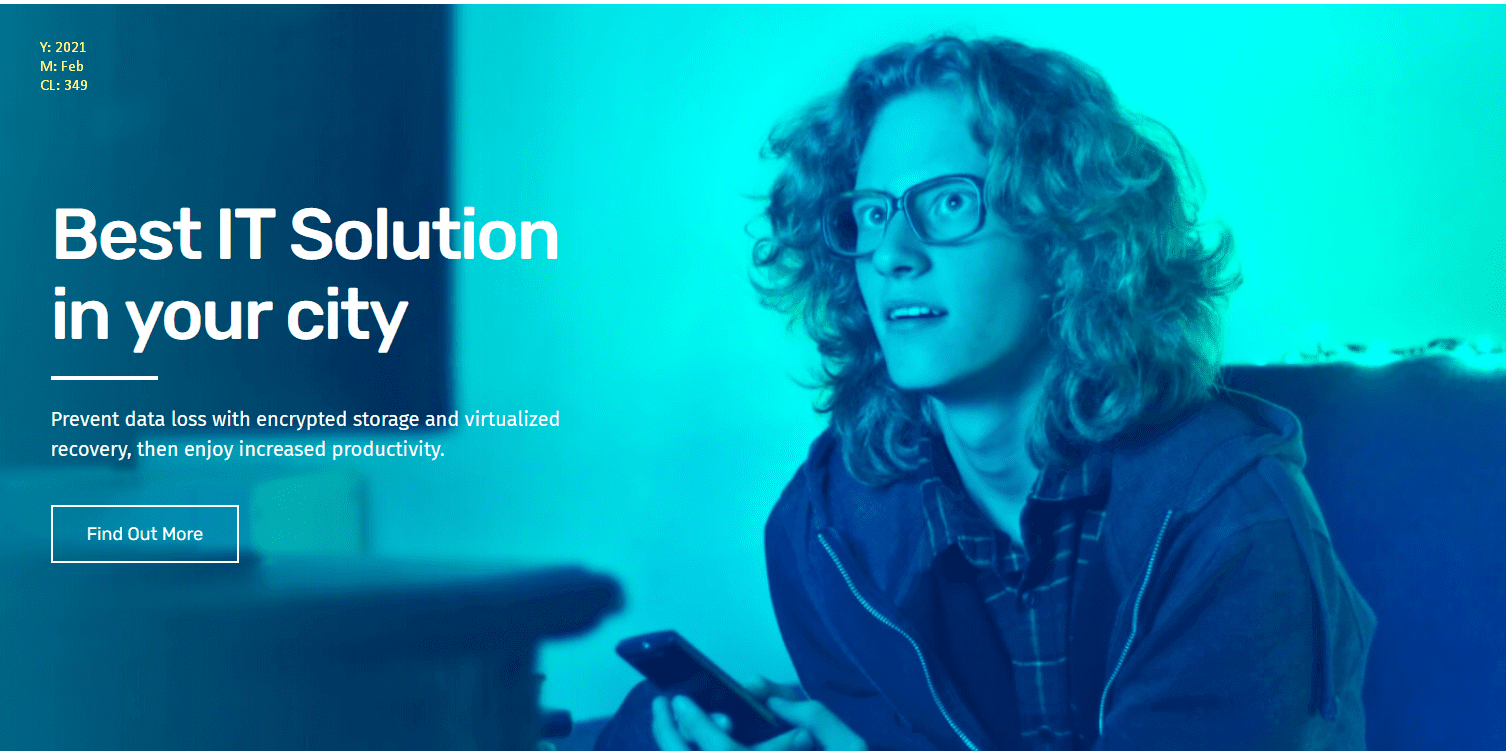 Y: 2021
M: Feb
CL: 349
Best IT Solution
in your city
Prevent data loss with encrypted storage and virtualized
recovery, then enjoy increased productivity.
Find Out More